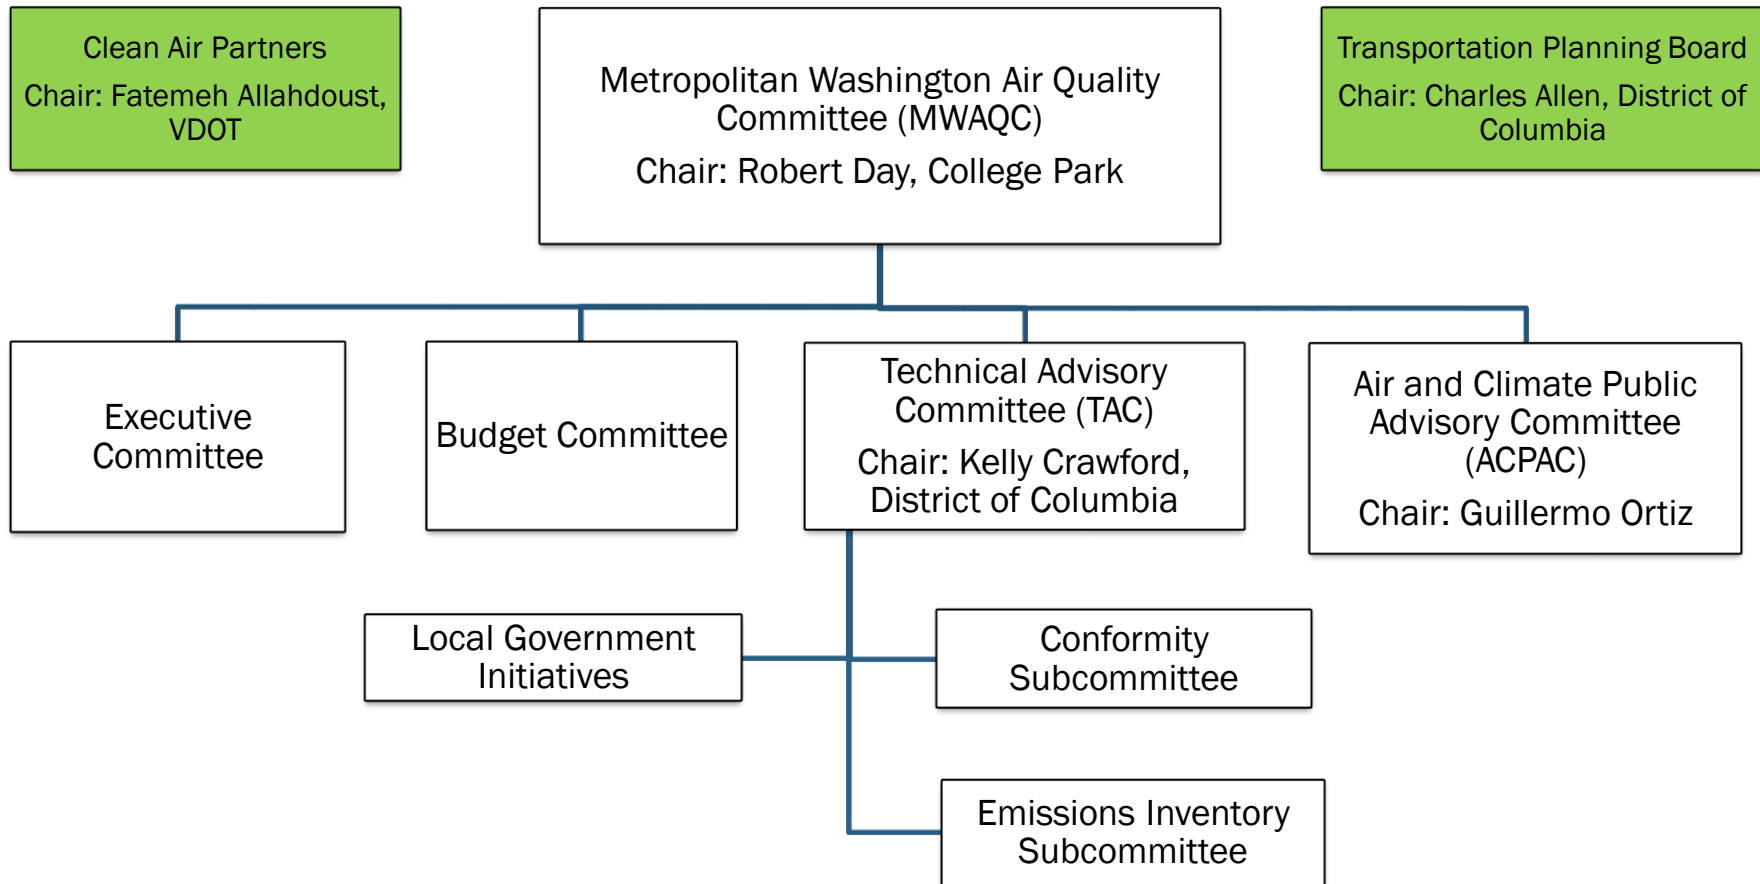 Clean Air Partners
Chair: Fatemeh Allahdoust,
VDOT
Metropolitan Washington Air Quality
Committee (MWAQC)
Chair: Robert Day, College Park
Transportation Planning Board
Chair: Charles Allen, District of
Columbia
Executive
Committee
Budget Committee
Technical Advisory
Committee (TAC)
Chair: Kelly Crawford,
District of Columbia
Air and Climate Public
Advisory Committee
(ACPAC)
Chair: Guillermo Ortiz
Local Government
Initiatives
Conformity
Subcommittee
Emissions Inventory
Subcommittee